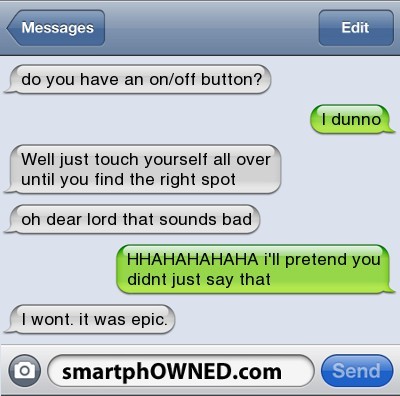 Messages
Edit
do you have an on/off button?
I dunno
Well just touch yourself all over
until you find the right spot
oh dear lord that sounds bad
HHAHAHAHAHA i'll pretend you
didnt just say that
I wont. it was epic.
smartphOWNED.com
Send